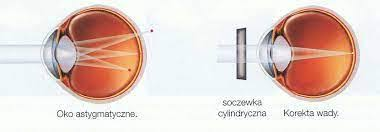 Oko astygmatyczne.
soczewka
cylindryczna
Korekta wady.